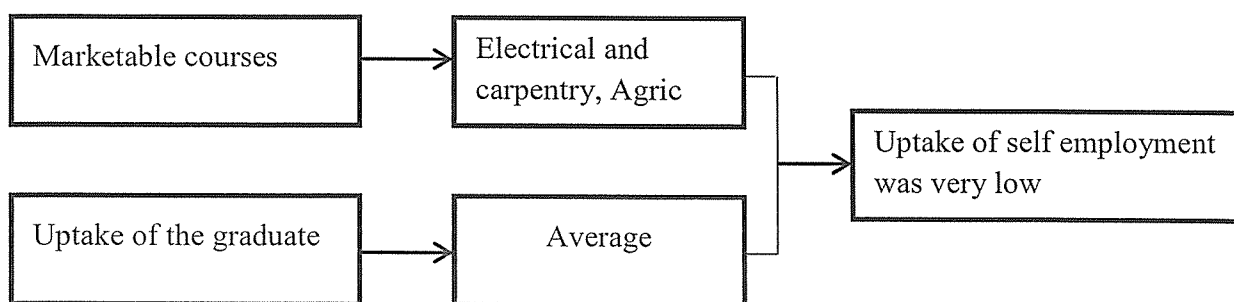 Marketable courses
Electrical and
carpentry, Agric
Uptake of the graduate
Average
Uptake of self employment
was very low